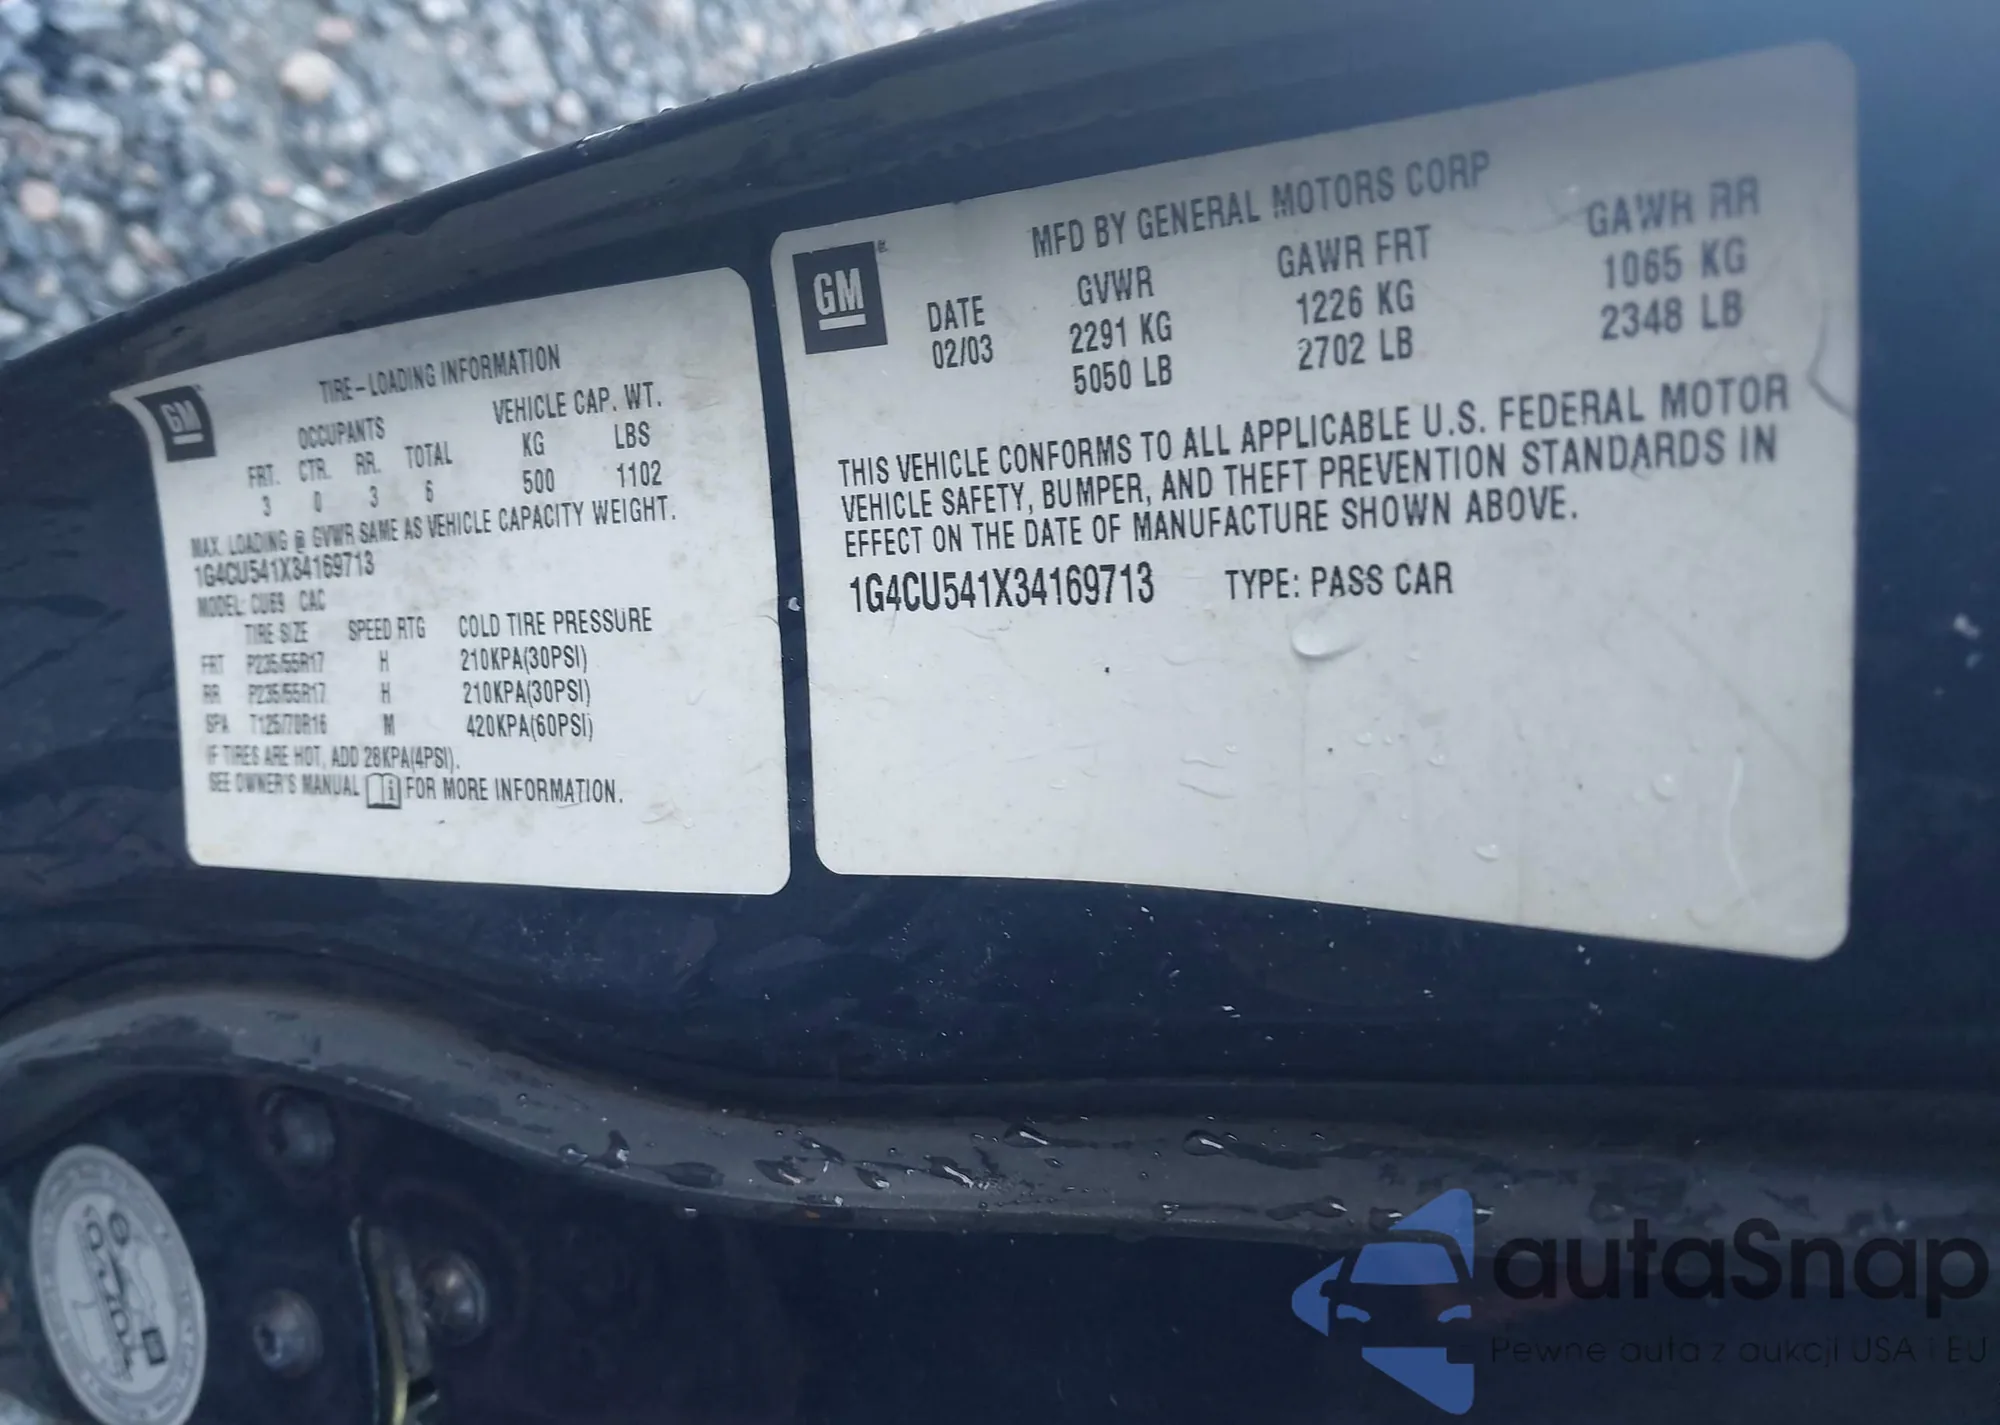 GM
TIRE-LOADING INFORMATION
OCCUPANTS VEHICLE CAP. WT.
FRT. CTR. RR. TOTAL KG LBS
3 0 3 6 500 1102
MAX. LOADING @ GVWR SAME AS VEHICLE CAPACITY WEIGHT.
1G4CU541X34169713
MODEL: CU69 CAC
TIRE SIZE SPEED RTG COLD TIRE PRESSURE
FRT P235/55R17 H 210KPA(30PSI)
RR P235/55R17 H 210KPA(30PSI)
SPA T125/70R16 M 420KPA(60PSI)
IF TIRES ARE HOT, ADD 28KPA(4PSI).
SEE OWNER'S MANUAL FOR MORE INFORMATION.
GM
MFD BY GENERAL MOTORS CORP
DATE GVWR GAWR FRT GAWR RR
02/03 2291 KG 1226 KG 1065 KG
5050 LB 2702 LB 2348 LB
THIS VEHICLE CONFORMS TO ALL APPLICABLE U.S. FEDERAL MOTOR
VEHICLE SAFETY, BUMPER, AND THEFT PREVENTION STANDARDS IN
EFFECT ON THE DATE OF MANUFACTURE SHOWN ABOVE.
1G4CU541X34169713 TYPE: PASS CAR
autaSnap
Pewne auta z aukcji USA i EU